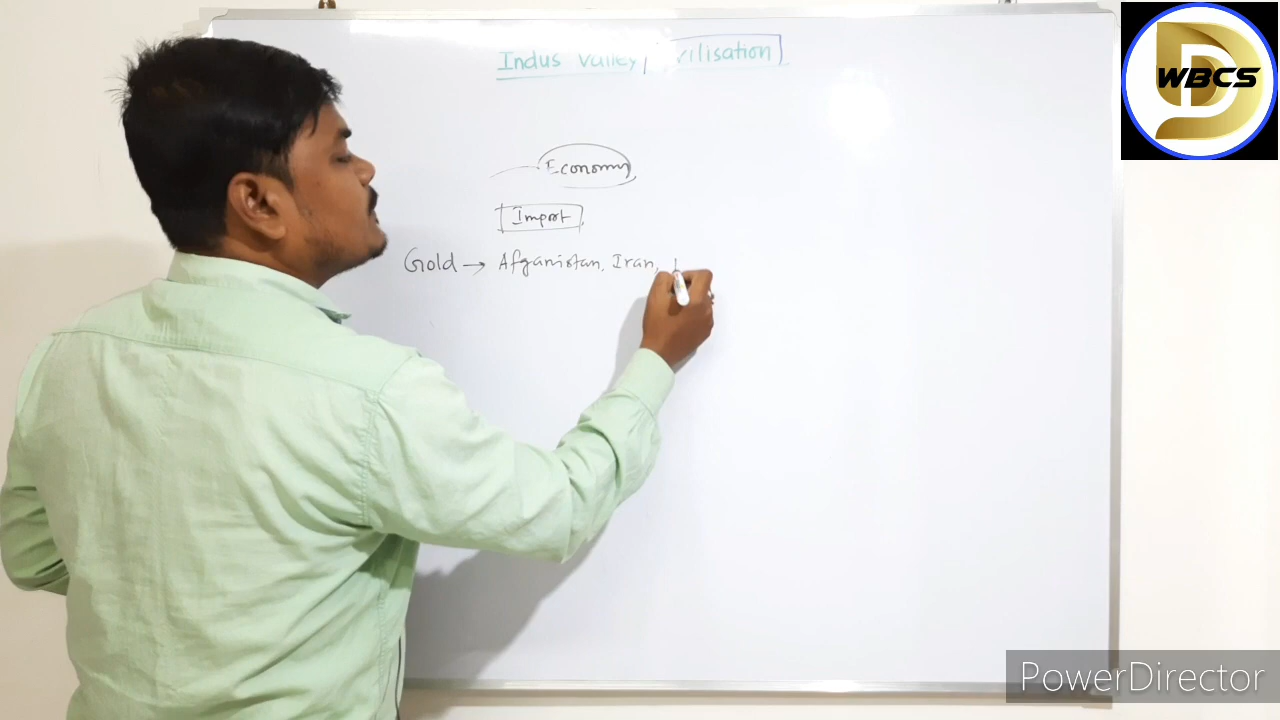 Indus Valley Civilisation
WBCS
D
Economy
Import
Gold → Afganistan, Iran,
PowerDirector